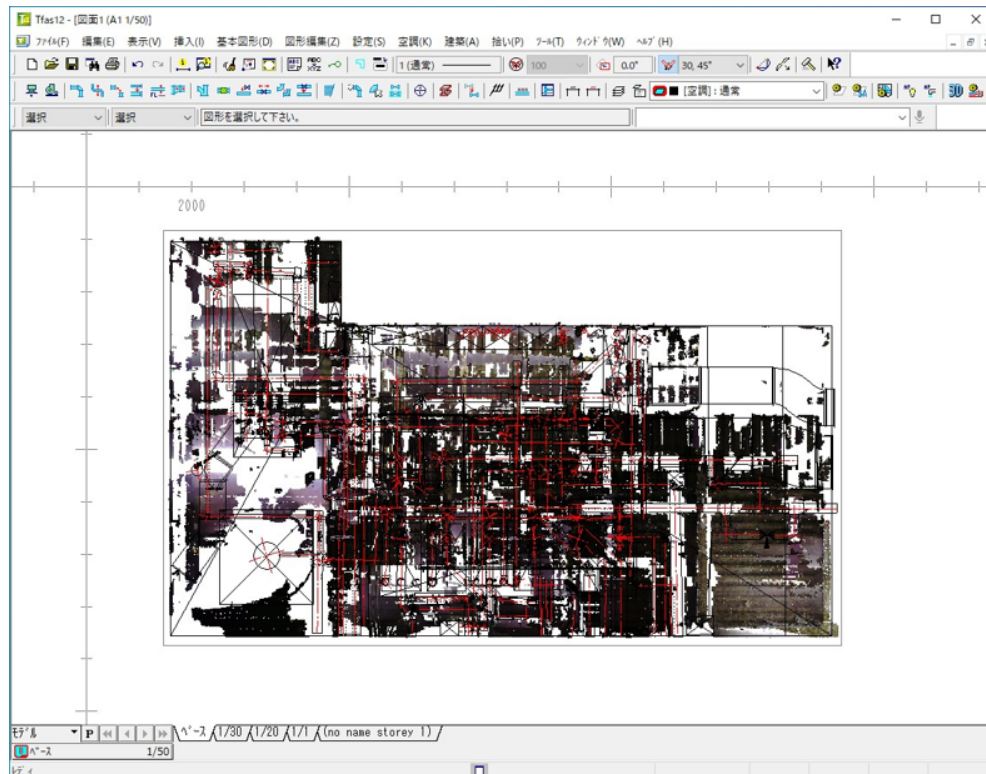 Tfas12 - [図面1 (A1 1/50)]
ファイル(F) 編集(E) 表示(V) 挿入(I) 基本図形(D) 図形編集(Z) 設定(S) 空調(K) 建築(A) 拾い(P) ツール(T) ウィンドウ(W) ヘルプ(H)
1(通常) 100 0.0° 30, 45°
[空調]:通常 3D
選択 選択 図形を選択して下さい。
2000
モデル P ベース 1/30 1/20 1/1 (no name storey 1)
ベース 1/50
レディ